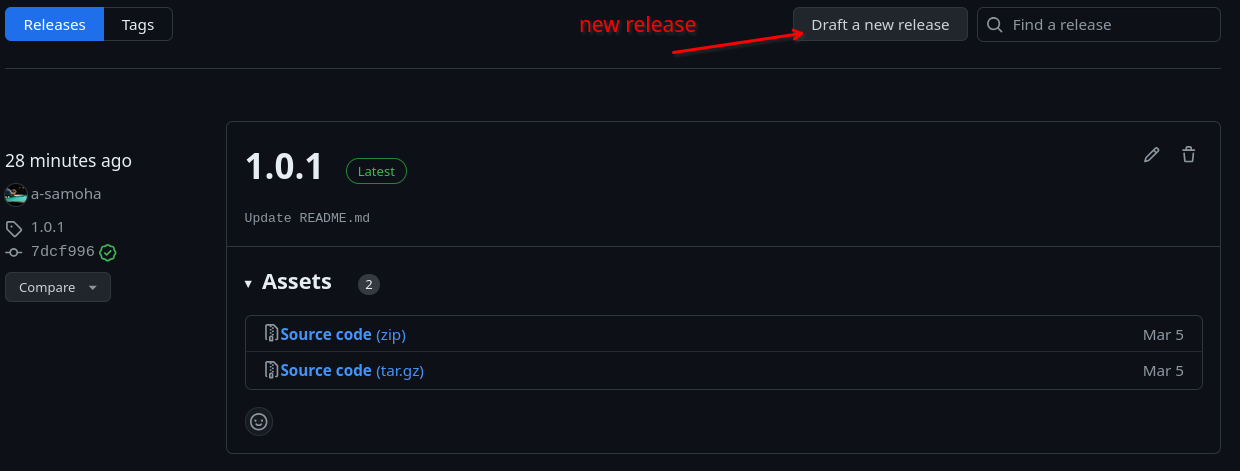 Releases Tags new release Draft a new release Find a release
28 minutes ago
a-samoha
1.0.1
7dcf996
Compare
1.0.1 Latest
Update README.md
Assets 2
Source code (zip) Mar 5
Source code (tar.gz) Mar 5